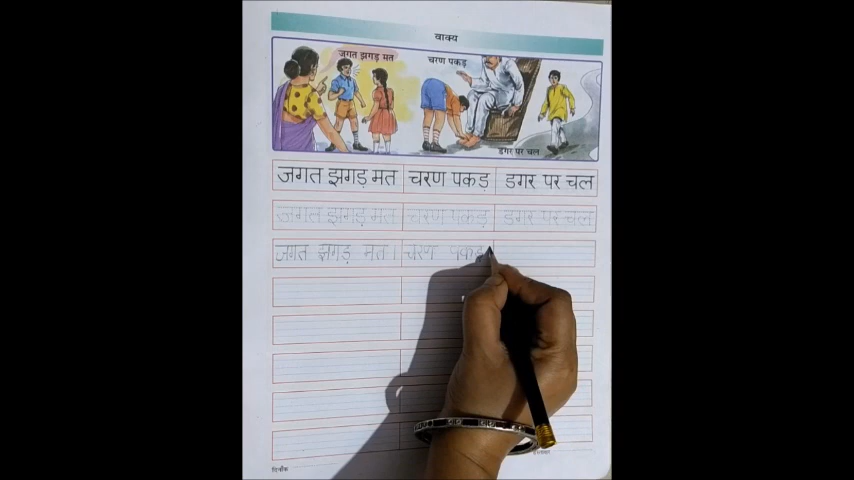 वाक्य
जगत झगड़ मत
चरण पकड़
डगर पर चल
जगत झगड़ मत चरण पकड़ डगर पर चल
जगत झगड़ मत चरण पकड़ डगर पर चल
जगत झगड़ मत । चरण पकड़
दिनाँक